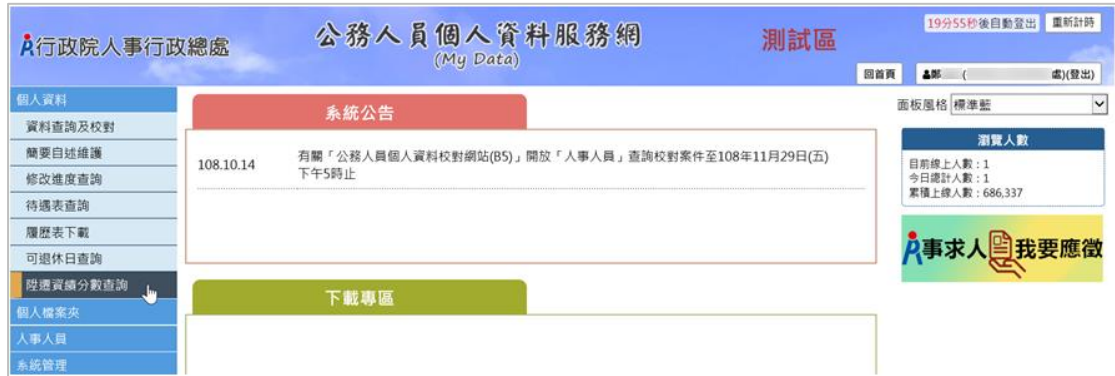 行政院人事行政總處
公務人員個人資料服務網
(My Data)
測試區
19分55秒後自動登出 重新計時
回首頁 鄭 ( 處)(登出)
個人資料
資料查詢及校對
簡要自述維護
修改進度查詢
待遇表查詢
履歷表下載
可退休日查詢
陞遷資績分數查詢
個人檔案夾
人事人員
系統管理
系統公告
108.10.14 有關「公務人員個人資料校對網站(B5)」開放「人事人員」查詢校對案件至108年11月29日(五)
下午5時止
下載專區
面板風格 標準藍
瀏覽人數
目前線上人數：1
今日總計人數：1
累積上線人數：686,337
事求人 我要應徵